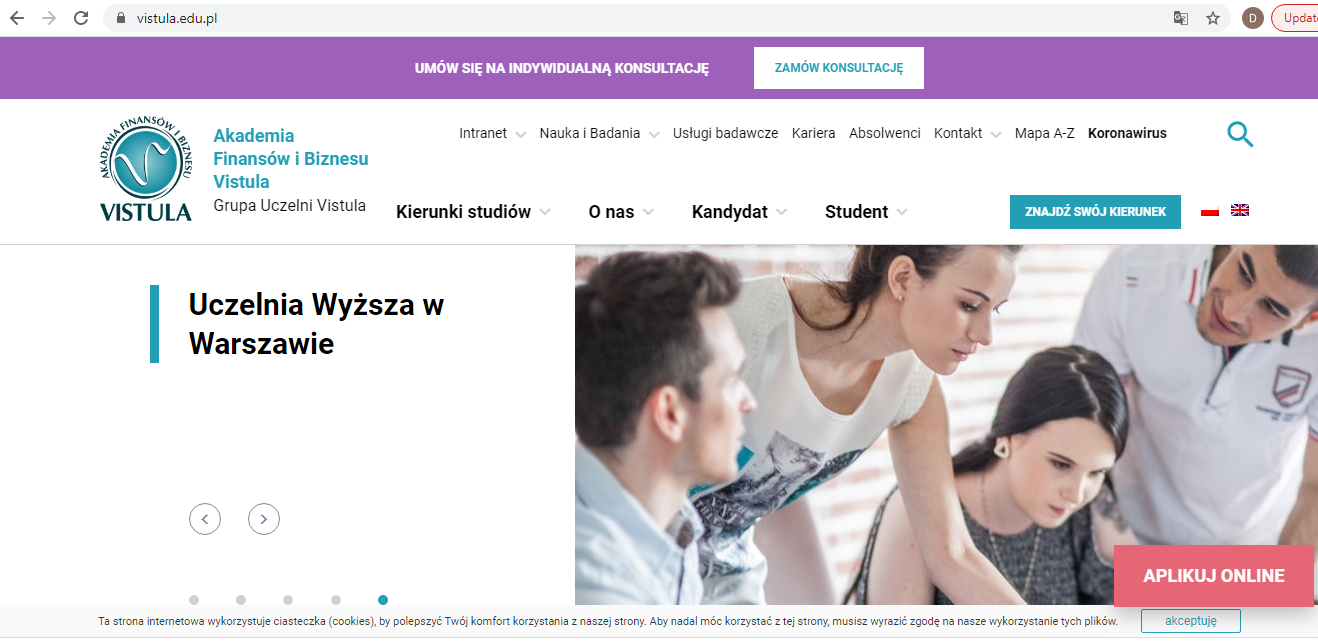 vistula.edu.pl
D
Update
UMÓW SIĘ NA INDYWIDUALNĄ KONSULTACJĘ
ZAMÓW KONSULTACJĘ
AKADEMIA FINANSÓW I BIZNESU
VISTULA
Akademia
Finansów i Biznesu
Vistula
Grupa Uczelni Vistula
Intranet Nauka i Badania Usługi badawcze Kariera Absolwenci Kontakt Mapa A-Z Koronawirus
Kierunki studiów O nas Kandydat Student
ZNAJDŹ SWÓJ KIERUNEK
Uczelnia Wyższa w
Warszawie
APLIKUJ ONLINE
Ta strona internetowa wykorzystuje ciasteczka (cookies), by polepszyć Twój komfort korzystania z naszej strony. Aby nadal móc korzystać z tej strony, musisz wyrazić zgodę na nasze wykorzystanie tych plików.
akceptuję